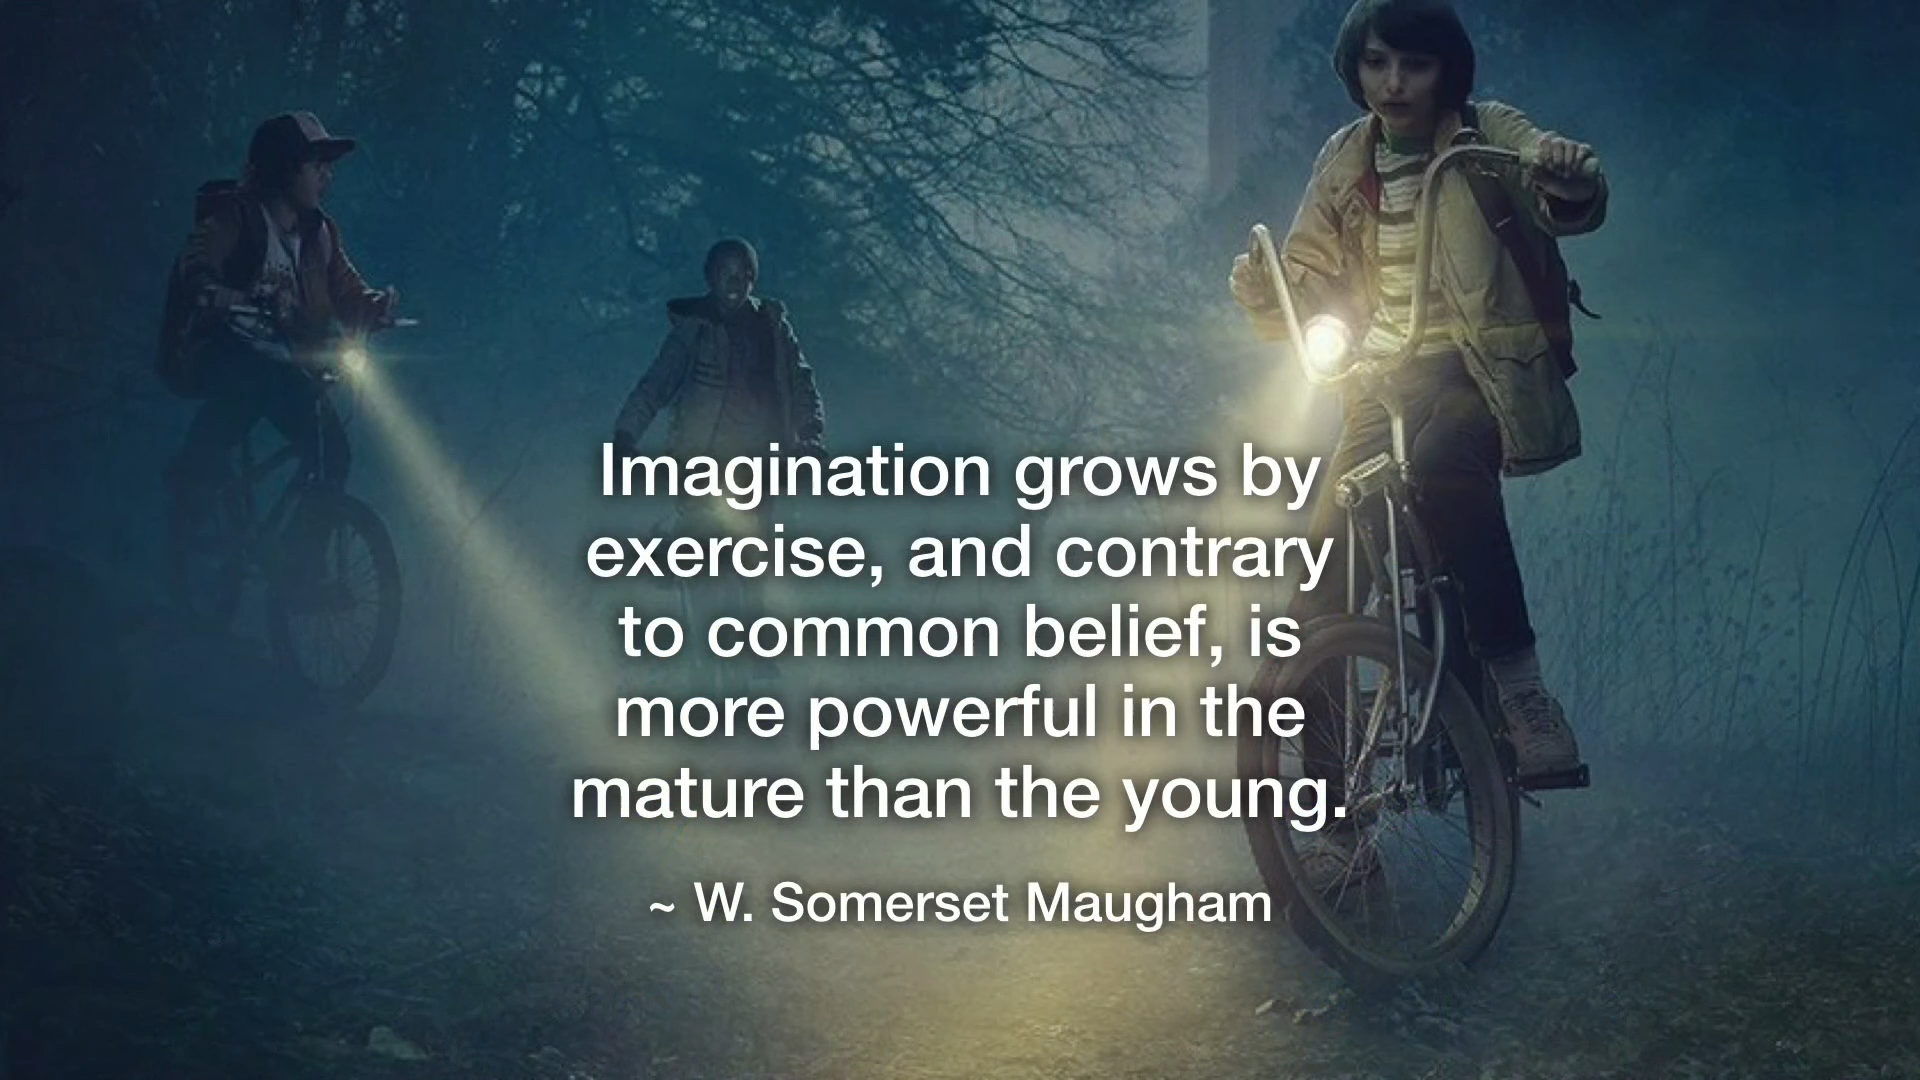 Imagination grows by
exercise, and contrary
to common belief, is
more powerful in the
mature than the young.
~ W. Somerset Maugham